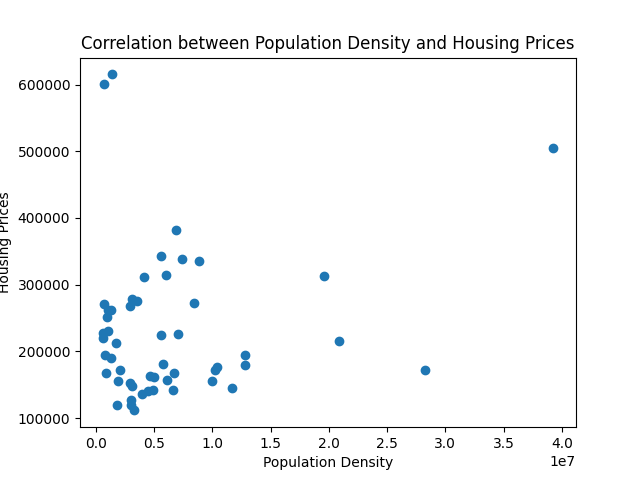 Correlation between Population Density and Housing Prices
600000
500000
400000
300000
200000
100000
Housing Prices
0.0 0.5 1.0 1.5 2.0 2.5 3.0 3.5 4.0
1e7
Population Density